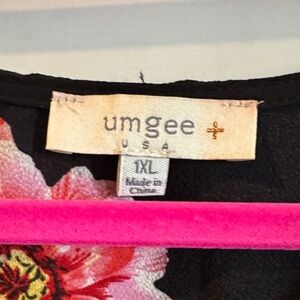 umgee +
USA
1XL
Made in
China